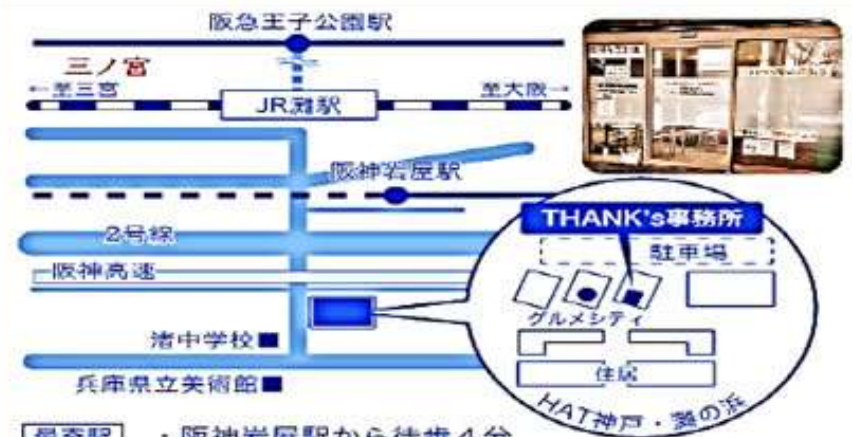 阪急王子公園駅
三ノ宮
←至三宮
至大阪→
JR灘駅
阪神岩屋駅
2号線
THANK's事務所
駐車場
阪神高速
グルメシティ
渚中学校■
住居
兵庫県立美術館■
HAT神戸・灘の浜
最寄駅 ・阪神岩屋駅から徒歩4分